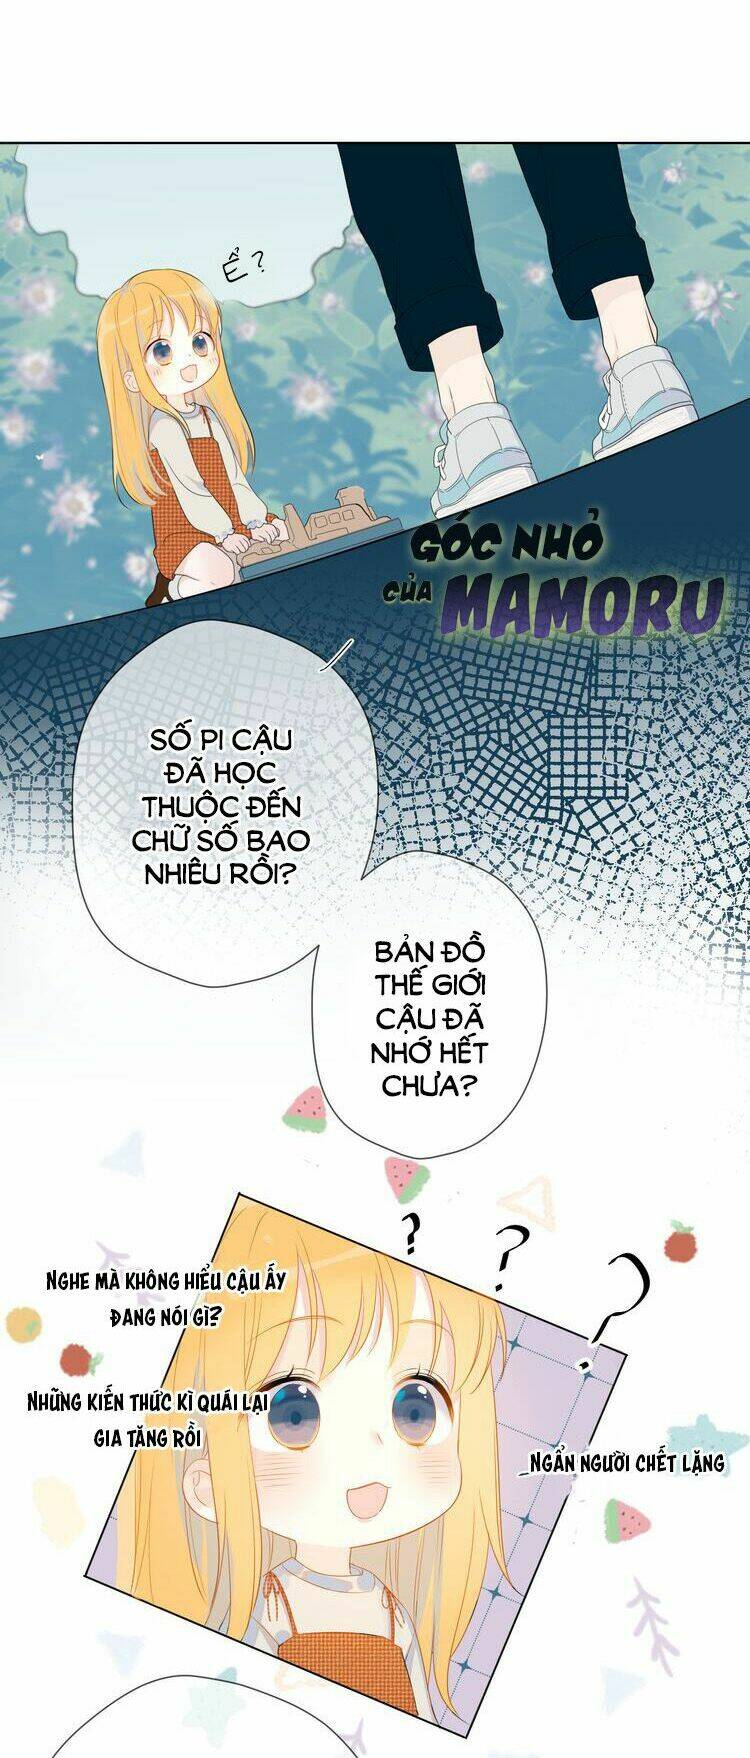 Ể?
GÓC NHỎ
CỦA MAMORU
SỐ PI CẬU
ĐÃ HỌC
THUỘC ĐẾN
CHỮ SỐ BAO
NHIÊU RỒI?
BẢN ĐỒ
THẾ GIỚI
CẬU ĐÃ
NHỚ HẾT
CHƯA?
? ? ?
NGHE MÀ KHÔNG HIỂU CẬU ẤY
ĐANG NÓI GÌ?
NHỮNG KIẾN THỨC KÌ QUÁI LẠI
GIA TĂNG RỒI
NGẨN NGƯỜI CHẾT LẶNG